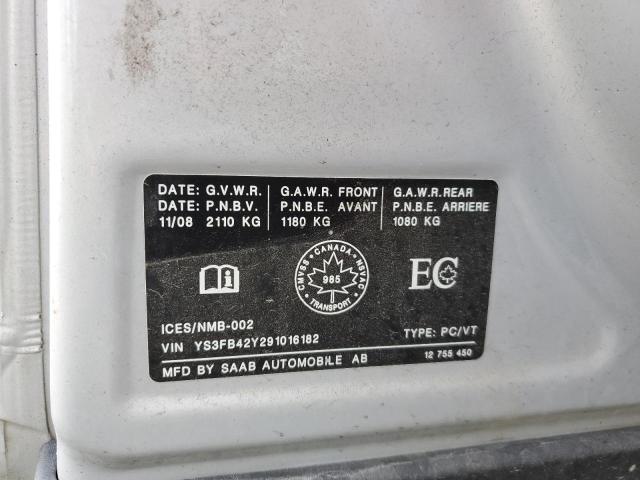 DATE: G.V.W.R.
DATE: P.N.B.V.
11/08 2110 KG
G.A.W.R. FRONT
P.N.B.E. AVANT
1180 KG
G.A.W.R. REAR
P.N.B.E. ARRIERE
1080 KG
CANADA
CMVSS
985
NSVAC
TRANSPORT
EC
ICES/NMB-002
VIN YS3FB42Y291016182
TYPE: PC/VT
12 755 450
MFD BY SAAB AUTOMOBILE AB